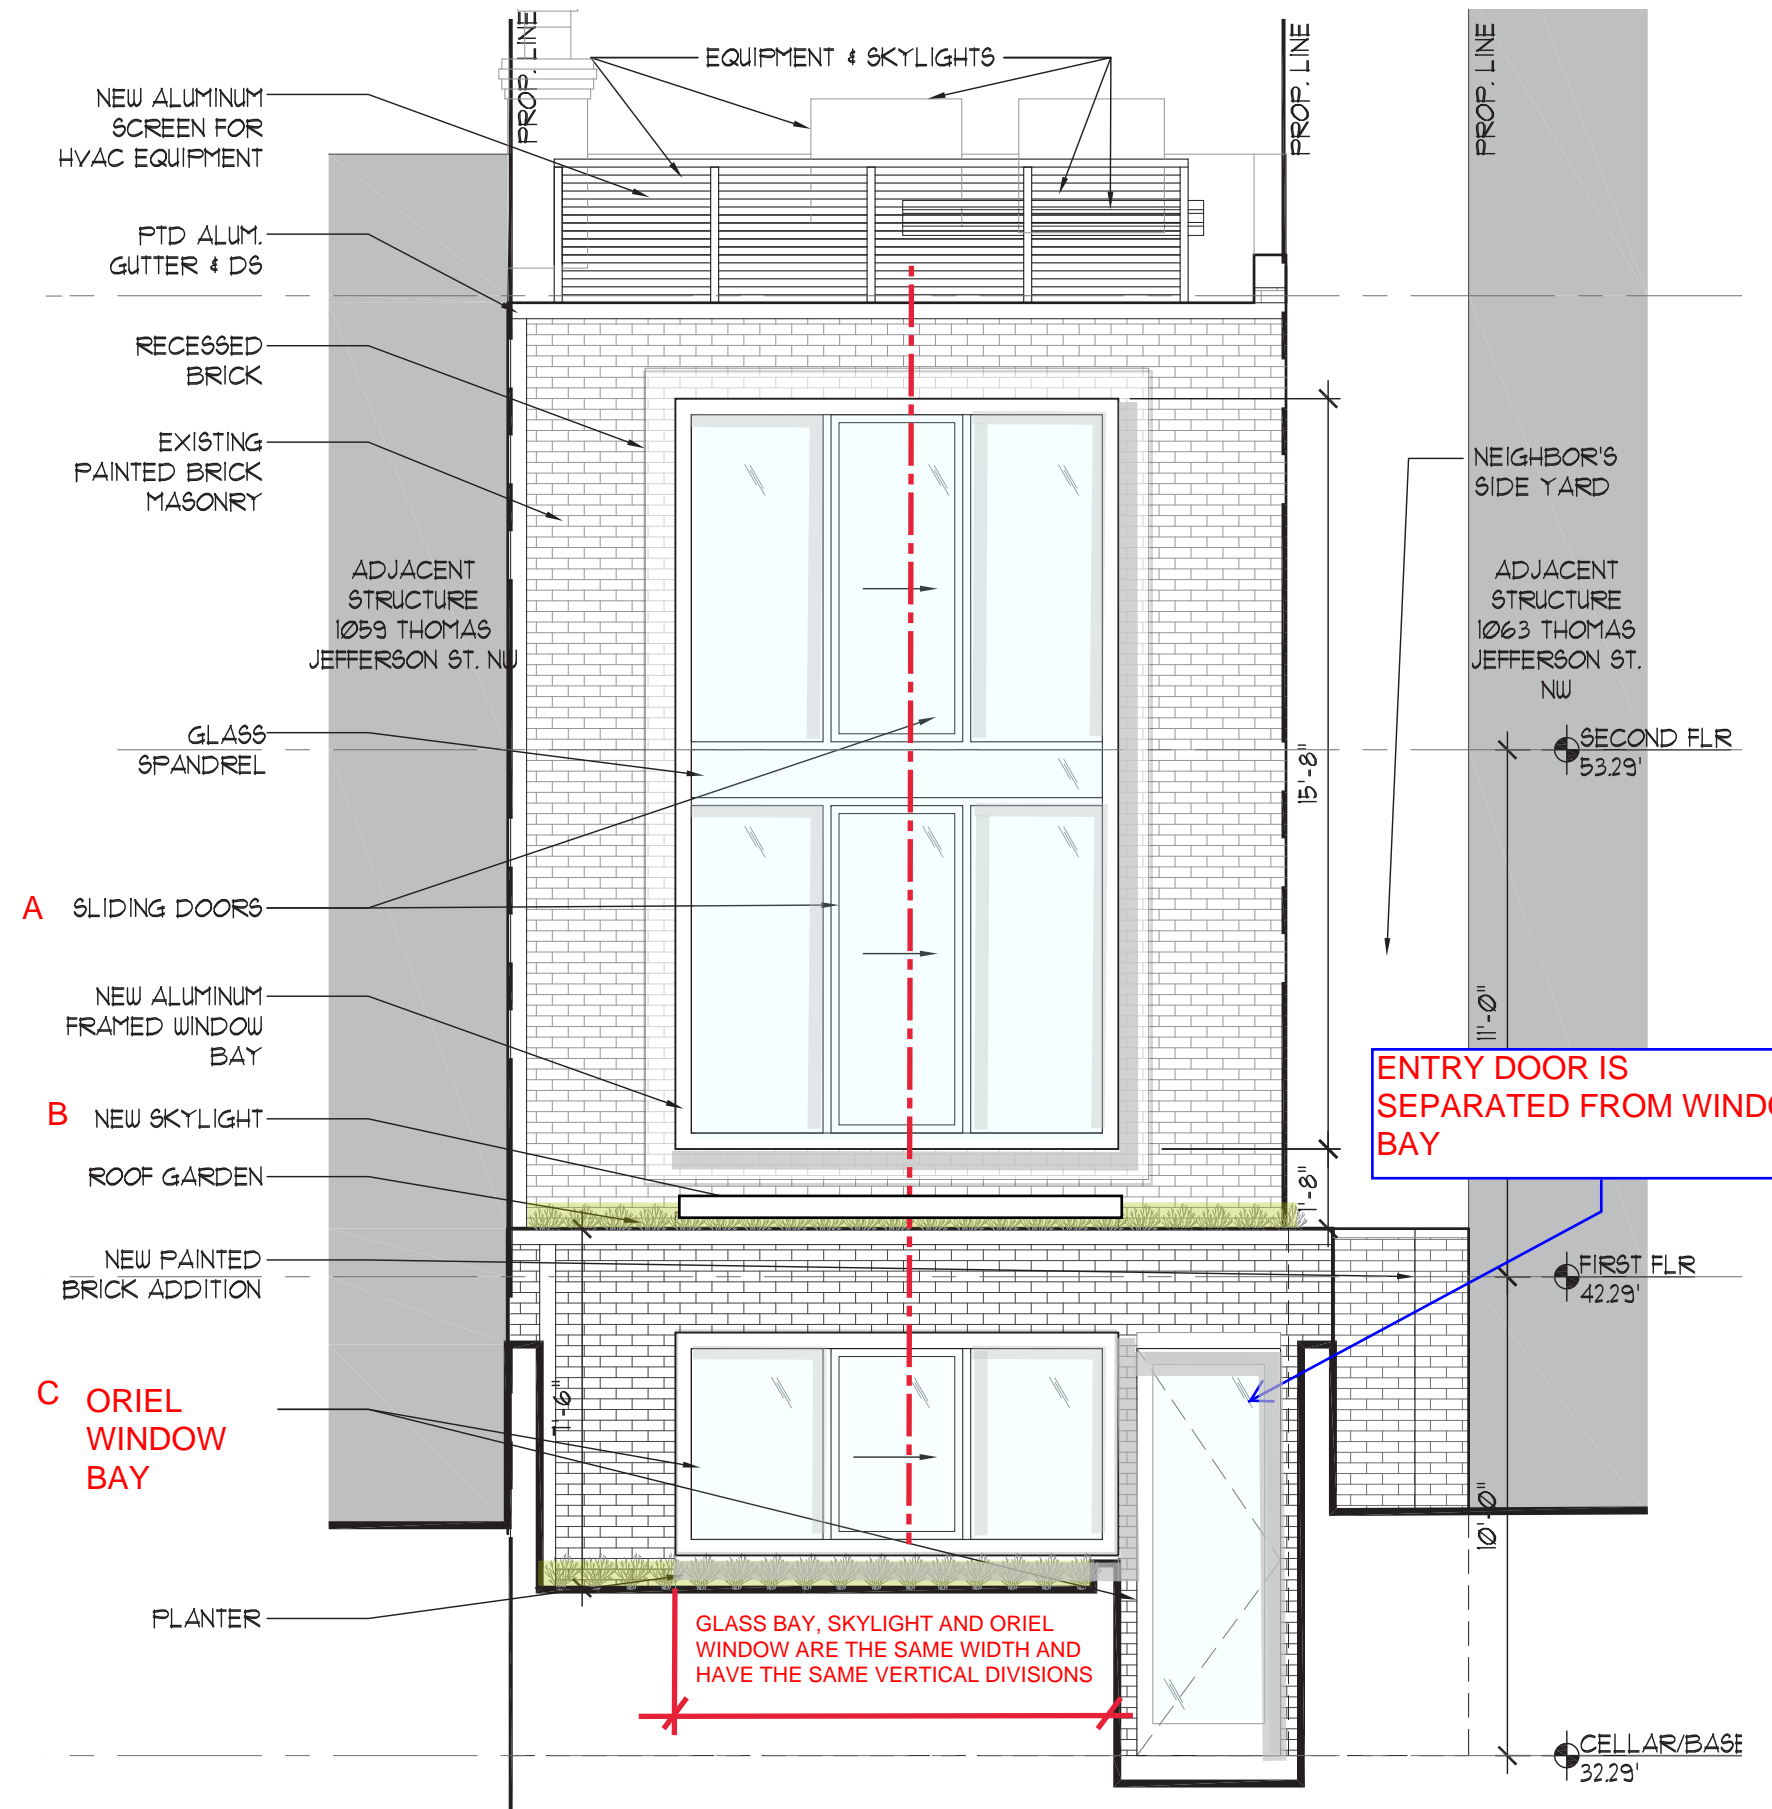 PROP. LINE
PROP. LINE
PROP. LINE
EQUIPMENT & SKYLIGHTS
NEW ALUMINUM
SCREEN FOR
HVAC EQUIPMENT
PTD ALUM.
GUTTER & DS
RECESSED
BRICK
EXISTING
PAINTED BRICK
MASONRY
NEIGHBOR'S
SIDE YARD
ADJACENT
STRUCTURE
1059 THOMAS
JEFFERSON ST. NW
ADJACENT
STRUCTURE
1063 THOMAS
JEFFERSON ST.
NW
GLASS
SPANDREL
SECOND FLR
53.29'
15'-8"
A SLIDING DOORS
NEW ALUMINUM
FRAMED WINDOW
BAY
11'-0"
ENTRY DOOR IS
SEPARATED FROM WINDO
BAY
B NEW SKYLIGHT
ROOF GARDEN
1'-8"
NEW PAINTED
BRICK ADDITION
FIRST FLR
42.29'
C ORIEL
WINDOW
BAY
7'-6"
10'-0"
PLANTER
GLASS BAY, SKYLIGHT AND ORIEL
WINDOW ARE THE SAME WIDTH AND
HAVE THE SAME VERTICAL DIVISIONS
CELLAR/BASE
32.29'